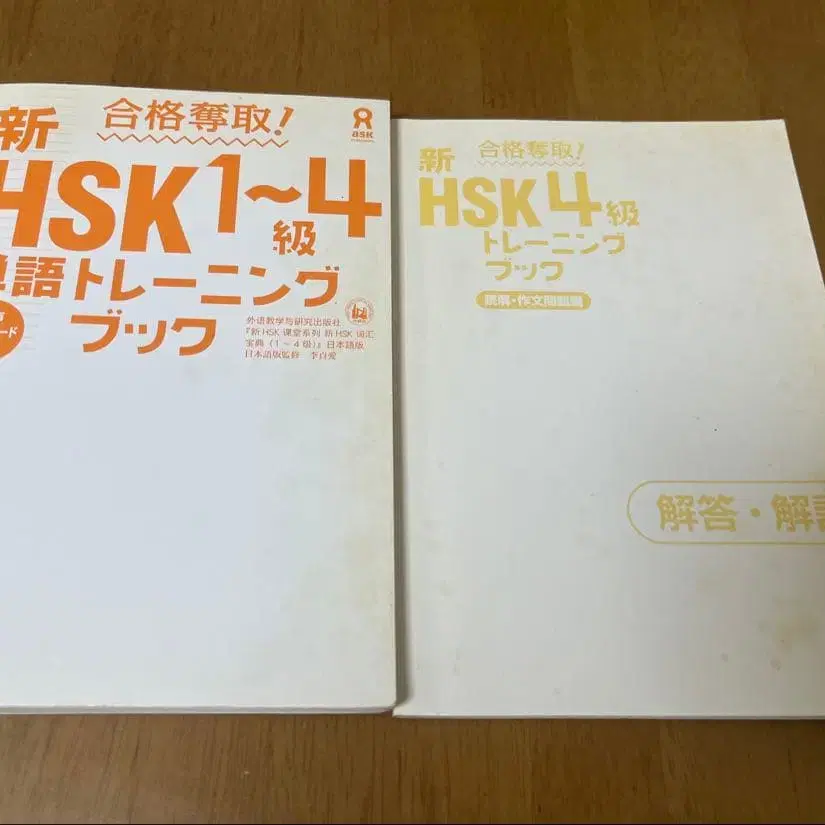 合格奪取!
新
HSK1~4
級
単語トレーニング
ブック
ask
外语教学与研究出版社
『新HSK课堂系列 新HSK词汇
宝典(1~4级)』日本語版
日本語版監修 李貞愛
合格奪取!
新
HSK4級
トレーニング
ブック
読解・作文問題編
解答・解説